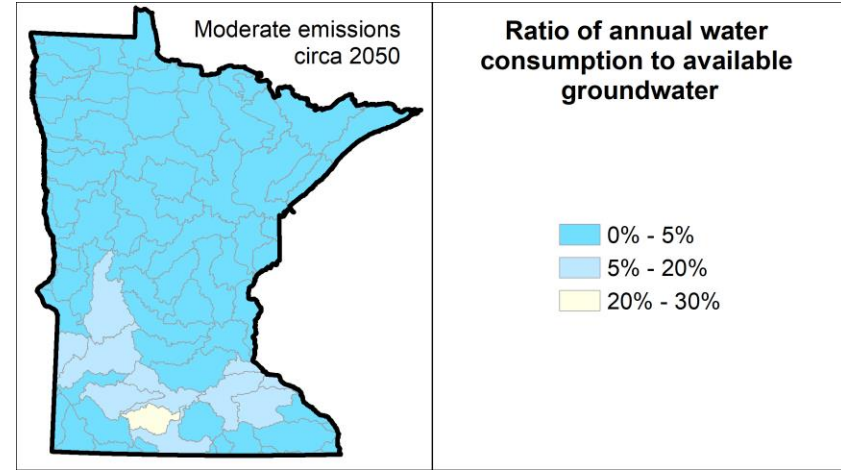 Moderate emissions
circa 2050
Ratio of annual water
consumption to available
groundwater
0% - 5%
5% - 20%
20% - 30%